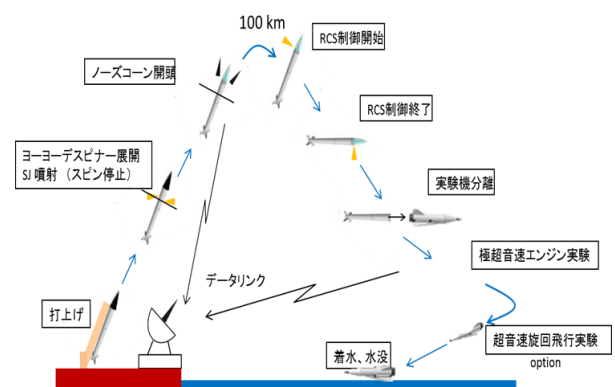 100 km
RCS制御開始
ノーズコーン開頭
RCS制御終了
ヨーヨーデスピナー展開
SJ 噴射 （スピン停止）
実験機分離
極超音速エンジン実験
データリンク
打上げ
超音速旋回飛行実験
option
着水、水没